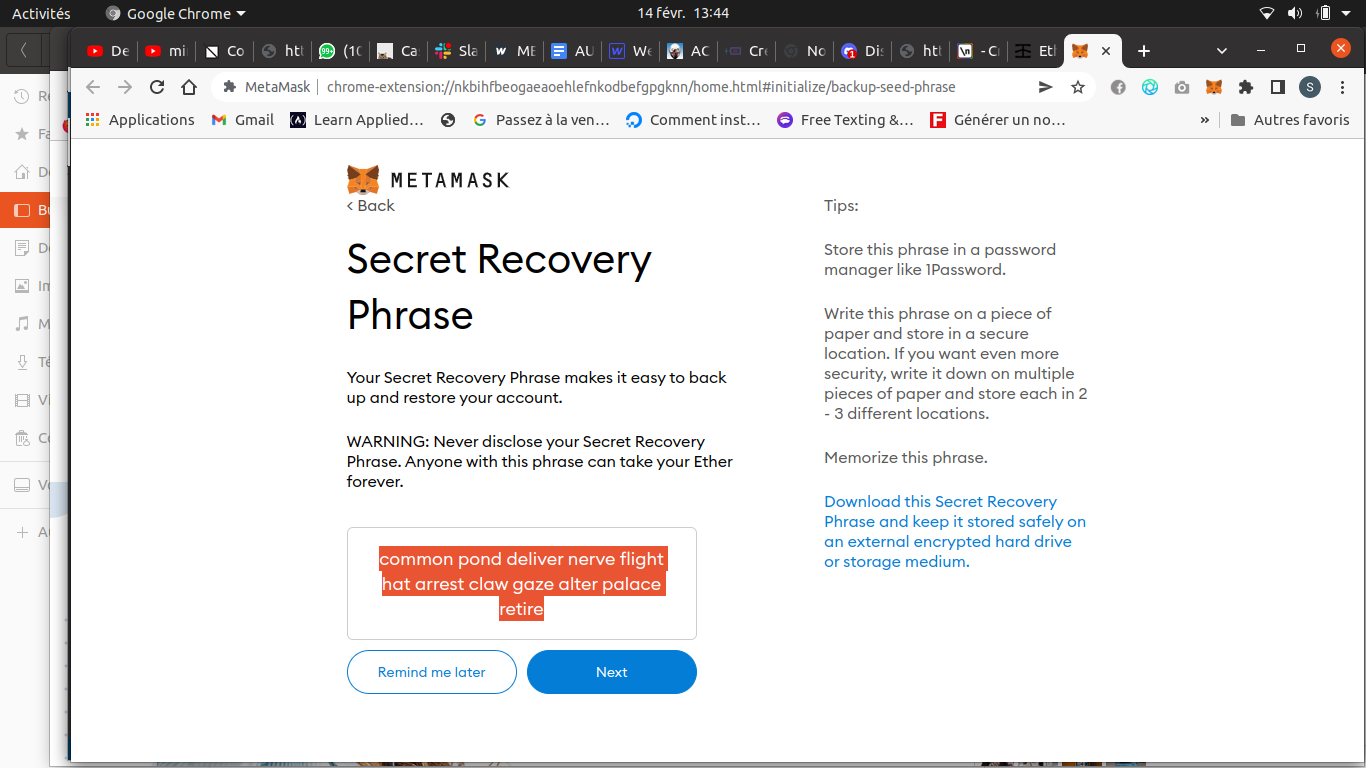 Activités
Google Chrome
14 févr. 13:44
De
mi
Co
htt
99+
(10
Ca
Sla
ME
AU
We
AC
Cre
No
Dis
htt
- Cr
Eth
MetaMask
chrome-extension://nkbihfbeogaeaoehlefnkodbefgpgknn/home.html#initialize/backup-seed-phrase
S
Applications
Gmail
Learn Applied…
Passez à la ven…
Comment inst…
Free Texting &…
Générer un no…
»
Autres favoris
METAMASK
< Back
Secret Recovery
Phrase
Your Secret Recovery Phrase makes it easy to back
up and restore your account.
WARNING: Never disclose your Secret Recovery
Phrase. Anyone with this phrase can take your Ether
forever.
common pond deliver nerve flight
hat arrest claw gaze alter palace
retire
Remind me later
Next
Tips:
Store this phrase in a password
manager like 1Password.
Write this phrase on a piece of
paper and store in a secure
location. If you want even more
security, write it down on multiple
pieces of paper and store each in 2
- 3 different locations.
Memorize this phrase.
Download this Secret Recovery
Phrase and keep it stored safely on
an external encrypted hard drive
or storage medium.